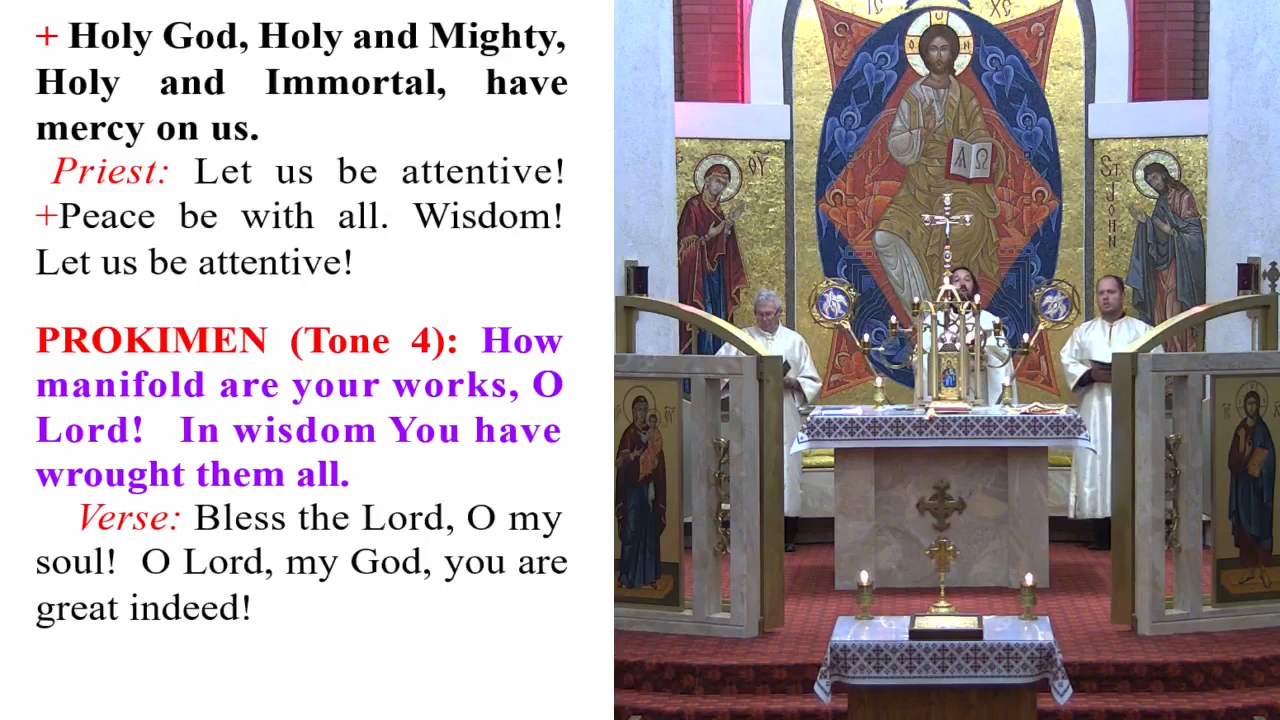 + Holy God, Holy and Mighty,
Holy and Immortal, have
mercy on us.
Priest: Let us be attentive!
+Peace be with all. Wisdom!
Let us be attentive!
PROKIMEN (Tone 4): How
manifold are your works, O
Lord! In wisdom You have
wrought them all.
Verse: Bless the Lord, O my
soul! O Lord, my God, you are
great indeed!
IC XC
A Ω
ΟΥ
ST
JOHN